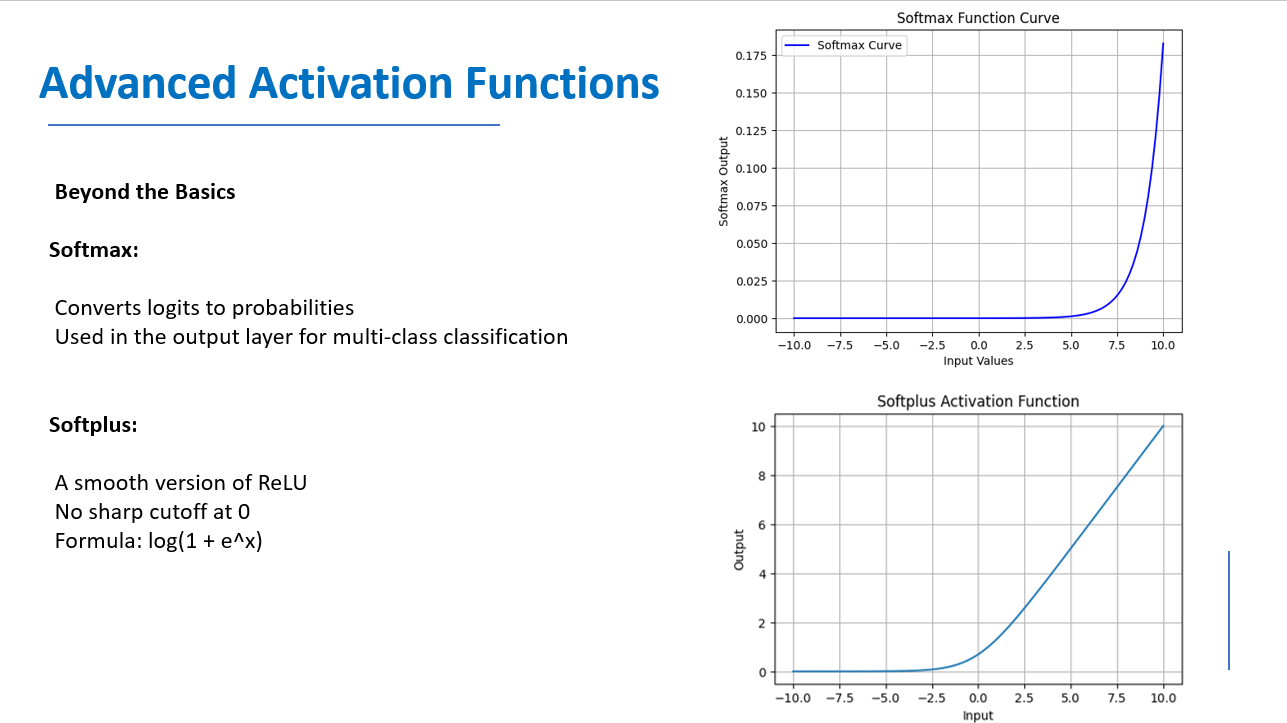 Advanced Activation Functions
Beyond the Basics
Softmax:
Converts logits to probabilities
Used in the output layer for multi-class classification
Softplus:
A smooth version of ReLU
No sharp cutoff at 0
Formula: log(1 + e^x)
Softmax Function Curve
Softmax Curve
Softmax Output
0.175
0.150
0.125
0.100
0.075
0.050
0.025
0.000
−10.0 −7.5 −5.0 −2.5 0.0 2.5 5.0 7.5 10.0
Input Values
Softplus Activation Function
Output
10
8
6
4
2
0
−10.0 −7.5 −5.0 −2.5 0.0 2.5 5.0 7.5 10.0
Input